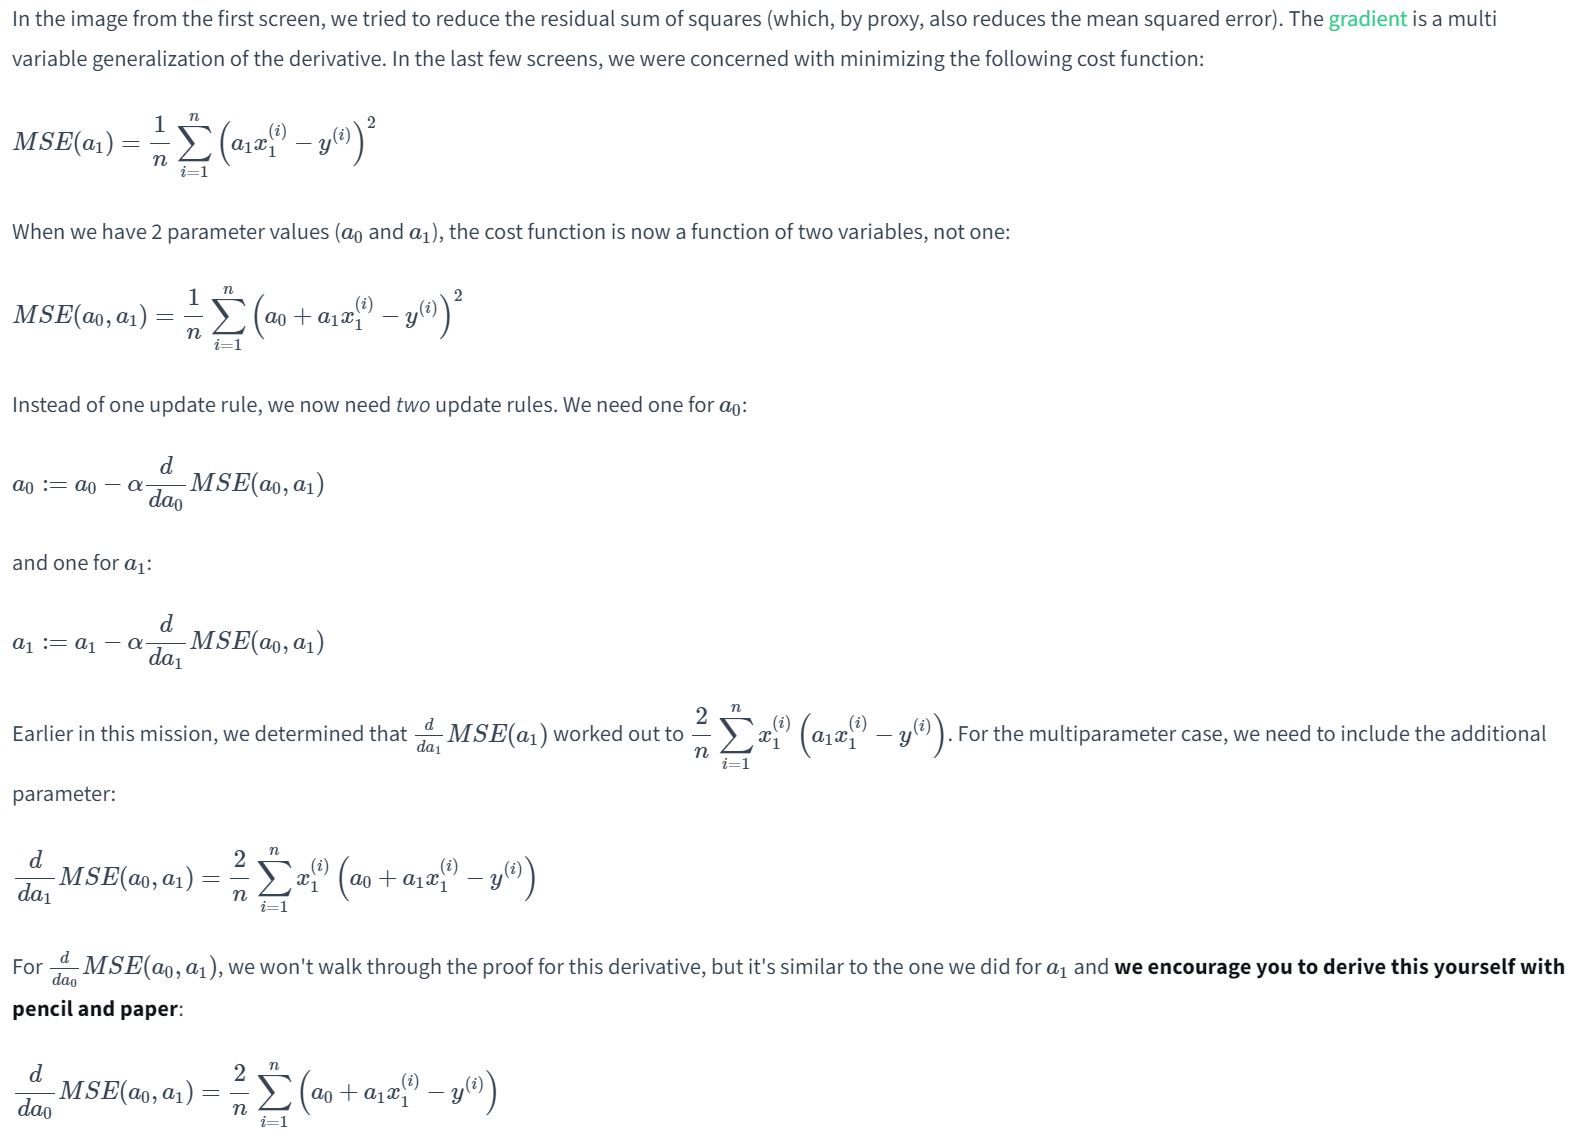 In the image from the first screen, we tried to reduce the residual sum of squares (which, by proxy, also reduces the mean squared error). The gradient is a multi
variable generalization of the derivative. In the last few screens, we were concerned with minimizing the following cost function:
$MSE(a_1) = \frac{1}{n} \sum_{i=1}^{n} \left( a_1 x_1^{(i)} - y^{(i)} \right)^2$
When we have 2 parameter values ($a_0$ and $a_1$), the cost function is now a function of two variables, not one:
$MSE(a_0, a_1) = \frac{1}{n} \sum_{i=1}^{n} \left( a_0 + a_1 x_1^{(i)} - y^{(i)} \right)^2$
Instead of one update rule, we now need two update rules. We need one for $a_0$:
$a_0 := a_0 - \alpha \frac{d}{da_0} MSE(a_0, a_1)$
and one for $a_1$:
$a_1 := a_1 - \alpha \frac{d}{da_1} MSE(a_0, a_1)$
Earlier in this mission, we determined that $\frac{d}{da_1} MSE(a_1)$ worked out to $\frac{2}{n} \sum_{i=1}^{n} x_1^{(i)} \left( a_1 x_1^{(i)} - y^{(i)} \right)$. For the multiparameter case, we need to include the additional
parameter:
$\frac{d}{da_1} MSE(a_0, a_1) = \frac{2}{n} \sum_{i=1}^{n} x_1^{(i)} \left( a_0 + a_1 x_1^{(i)} - y^{(i)} \right)$
For $\frac{d}{da_0} MSE(a_0, a_1)$, we won't walk through the proof for this derivative, but it's similar to the one we did for $a_1$ and we encourage you to derive this yourself with
pencil and paper:
$\frac{d}{da_0} MSE(a_0, a_1) = \frac{2}{n} \sum_{i=1}^{n} \left( a_0 + a_1 x_1^{(i)} - y^{(i)} \right)$